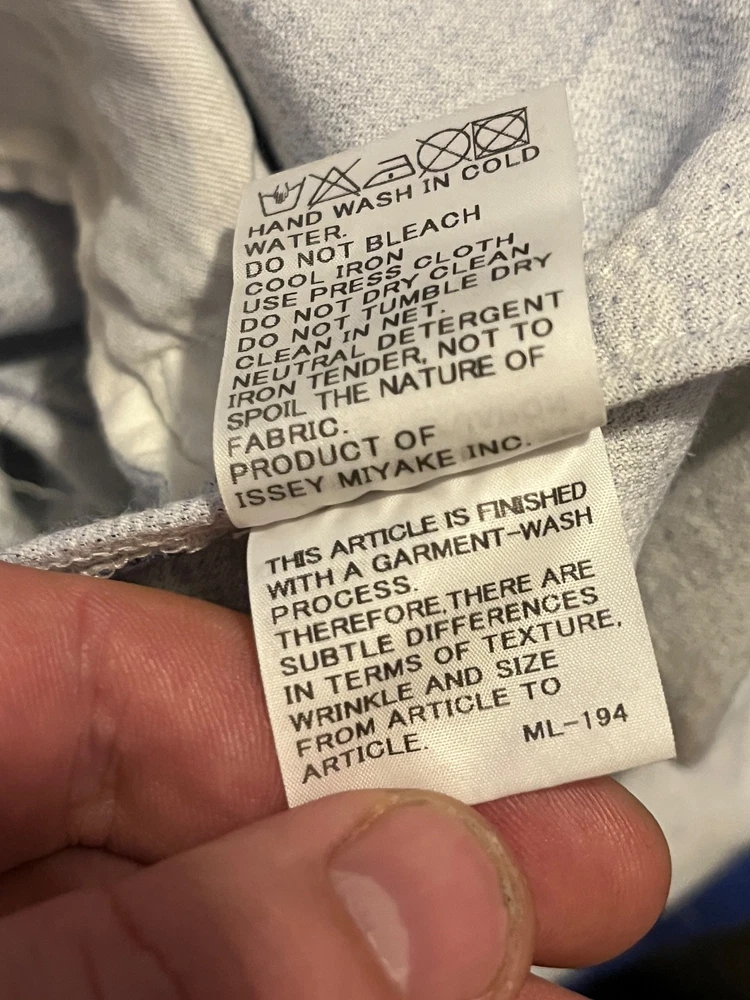 HAND WASH IN COLD
WATER.
DO NOT BLEACH
COOL IRON
USE PRESS CLOTH
DO NOT DRY CLEAN
DO NOT TUMBLE DRY
CLEAN IN NET.
NEUTRAL DETERGENT
IRON TENDER, NOT TO
SPOIL THE NATURE OF
FABRIC.
PRODUCT OF
ISSEY MIYAKE INC.
THIS ARTICLE IS FINISHED
WITH A GARMENT-WASH
PROCESS.
THEREFORE,THERE ARE
SUBTLE DIFFERENCES
IN TERMS OF TEXTURE,
WRINKLE AND SIZE
FROM ARTICLE TO
ARTICLE. ML-194